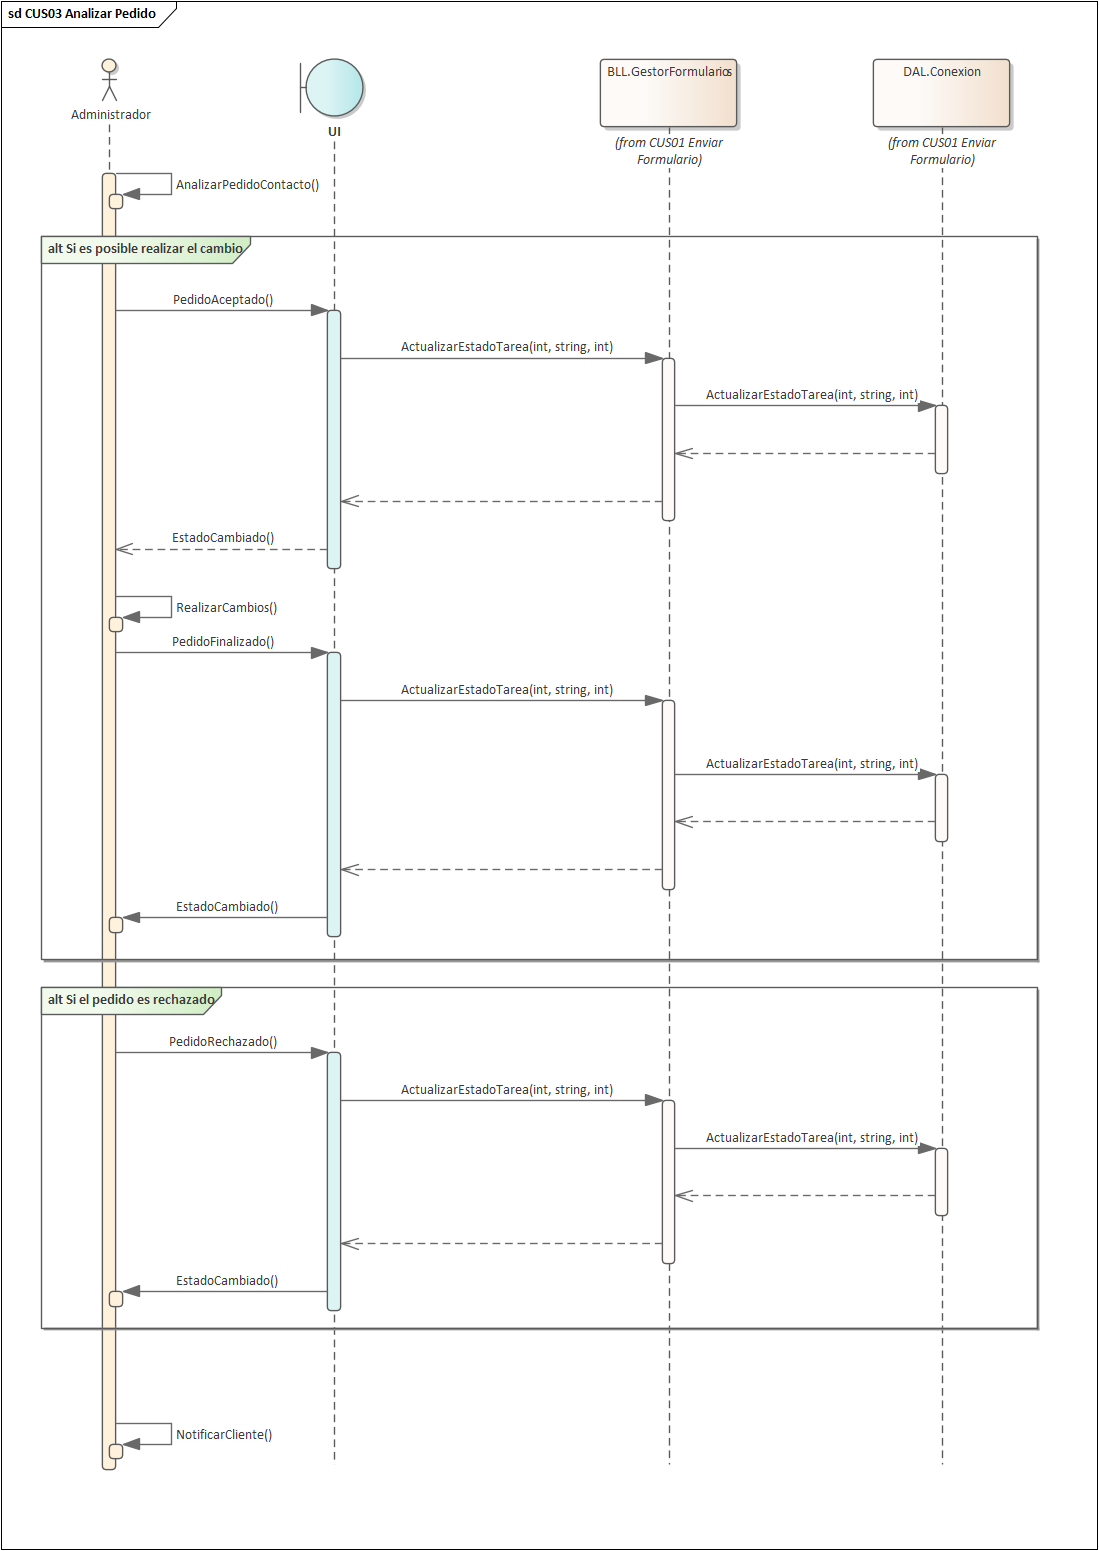 sd CUS03 Analizar Pedido
Administrador
UI
BLL.GestorFormularios
(from CUS01 Enviar
Formulario)
DAL.Conexion
(from CUS01 Enviar
Formulario)
AnalizarPedidoContacto()
alt Si es posible realizar el cambio
PedidoAceptado()
ActualizarEstadoTarea(int, string, int)
ActualizarEstadoTarea(int, string, int)
EstadoCambiado()
RealizarCambios()
PedidoFinalizado()
ActualizarEstadoTarea(int, string, int)
ActualizarEstadoTarea(int, string, int)
EstadoCambiado()
alt Si el pedido es rechazado
PedidoRechazado()
ActualizarEstadoTarea(int, string, int)
ActualizarEstadoTarea(int, string, int)
EstadoCambiado()
NotificarCliente()